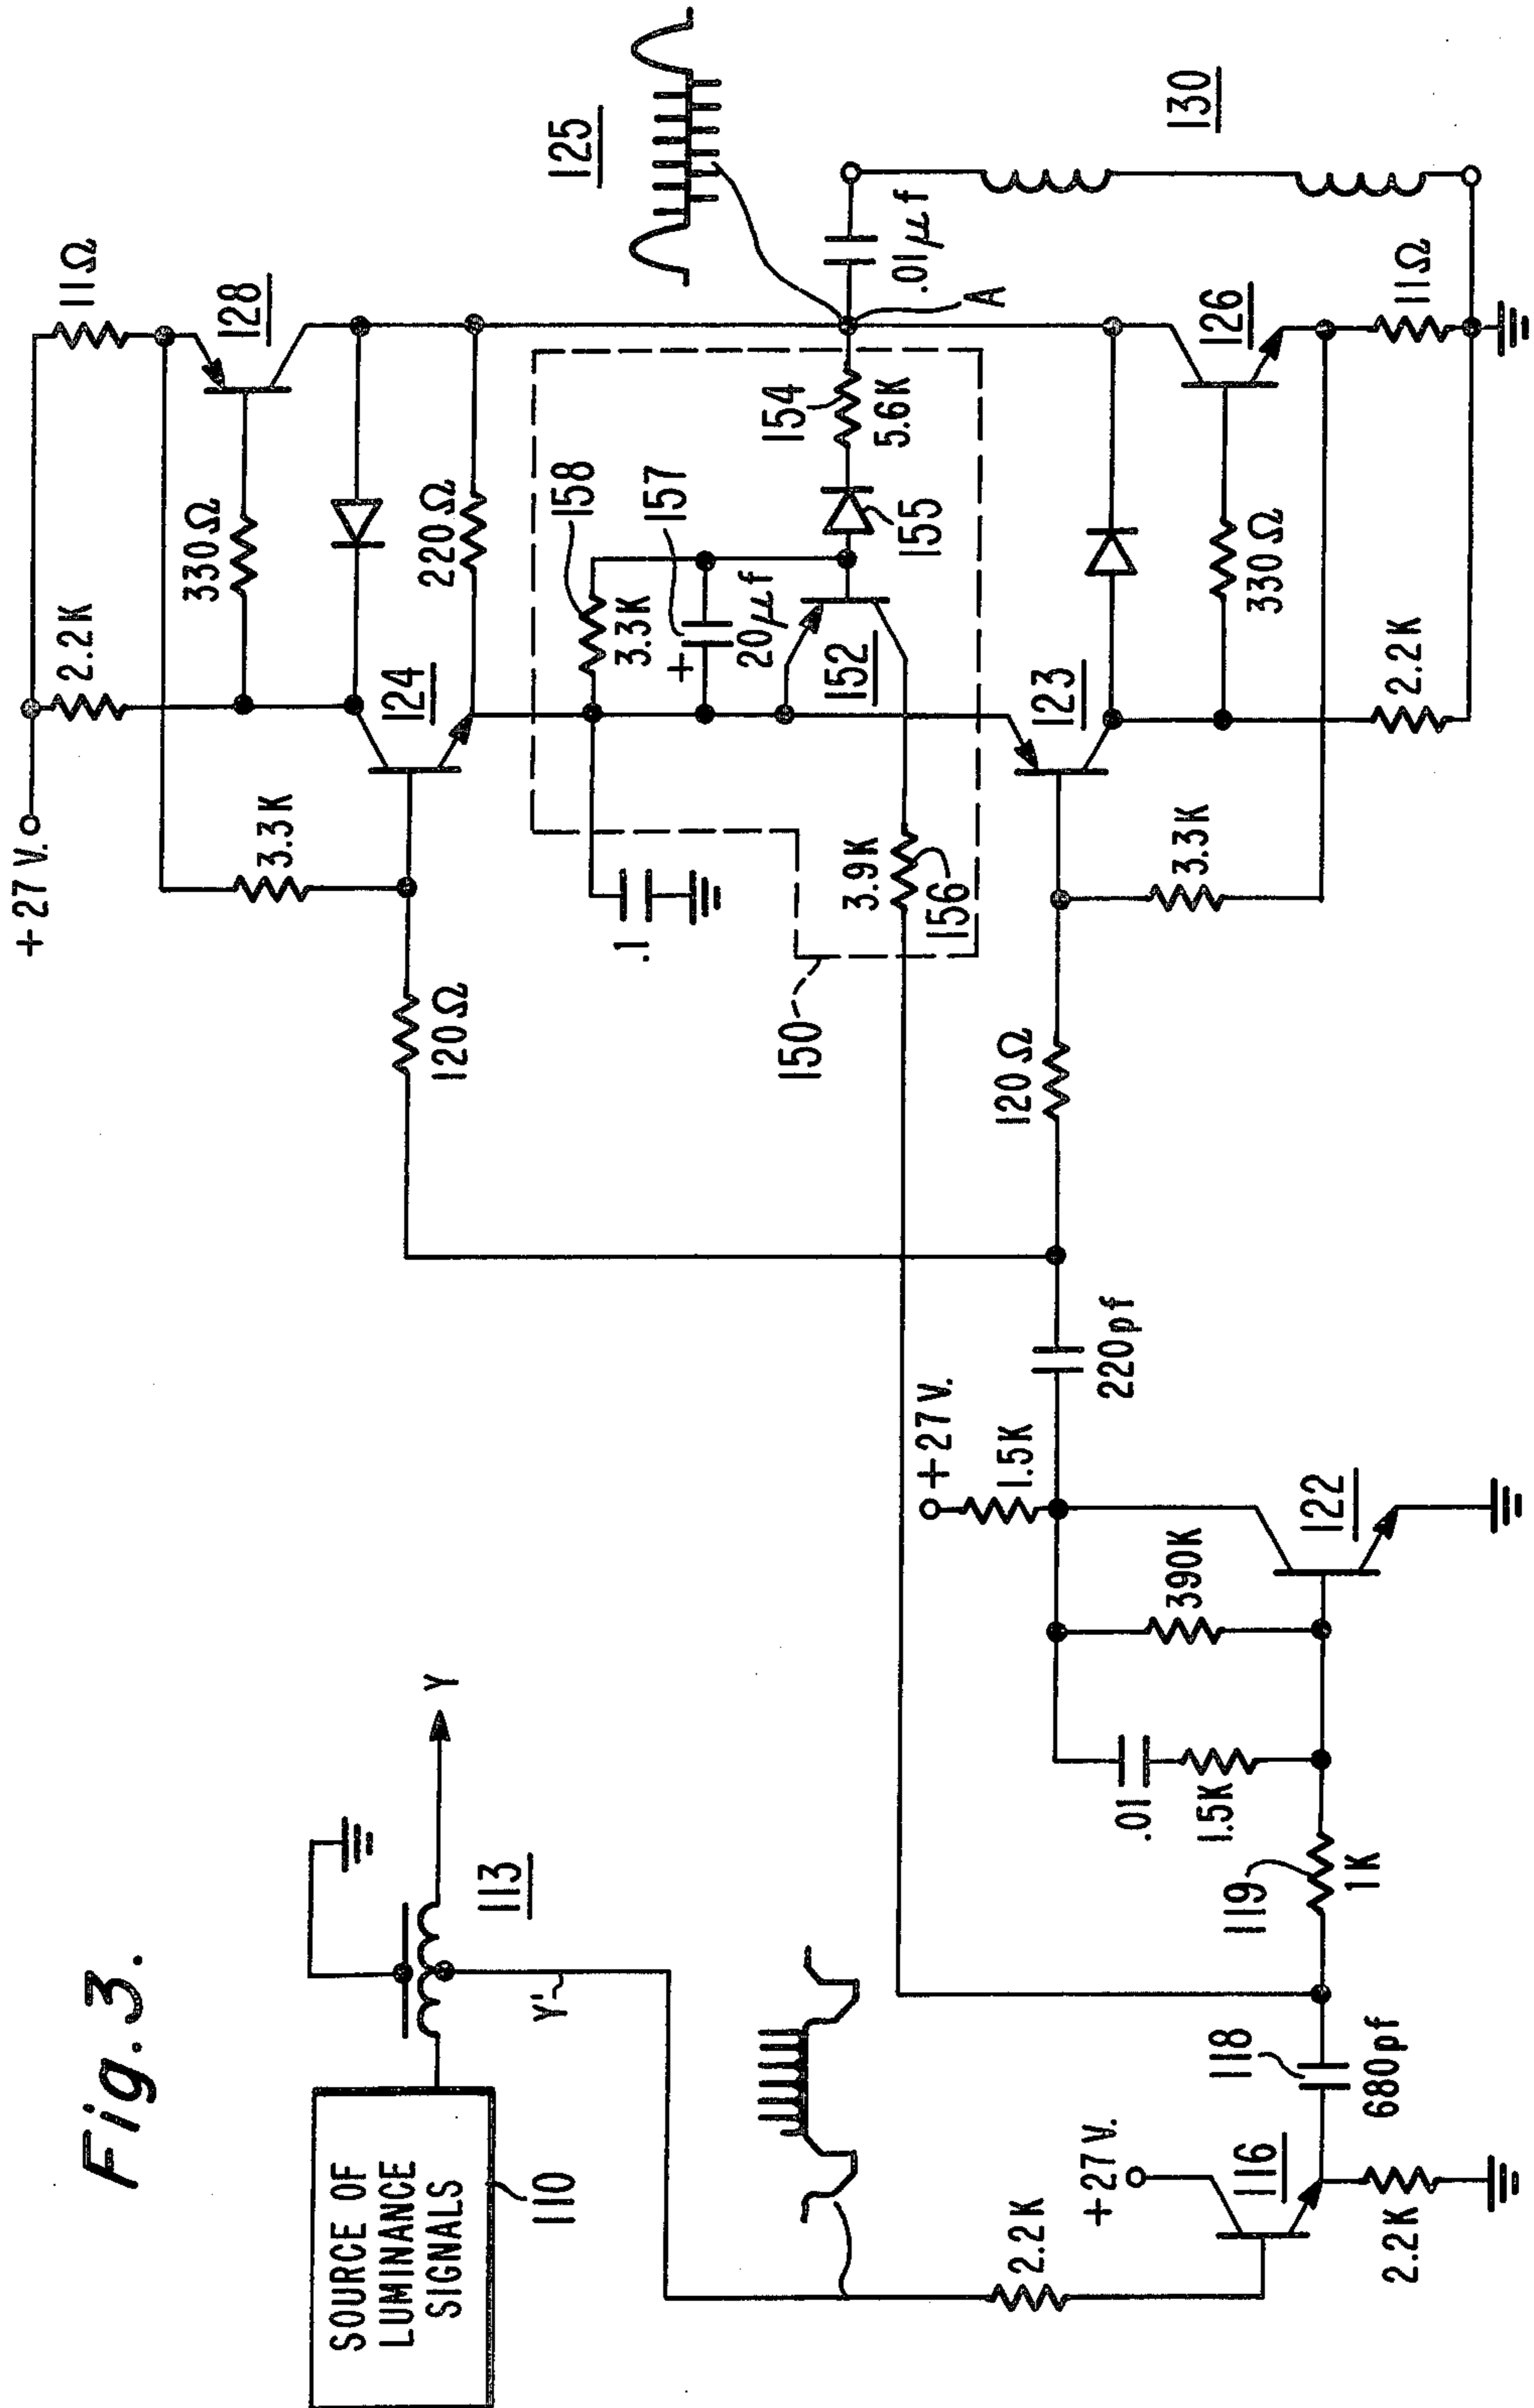 Fig. 3.
SOURCE OF
LUMINANCE
SIGNALS
110
113
Y
Y'
2.2K
+27V.
116
2.2K
118
680pf
119
1K
.01
1.5K
390K
+27V.
1.5K
122
220pf
120Ω
120Ω
150
3.9K
156
.1
+27V.
2.2K
11Ω
3.3K
330Ω
128
124
220Ω
158
3.3K
157
+
20μf
152
155
154
5.6K
A
125
.01μf
130
123
3.3K
330Ω
126
2.2K
11Ω